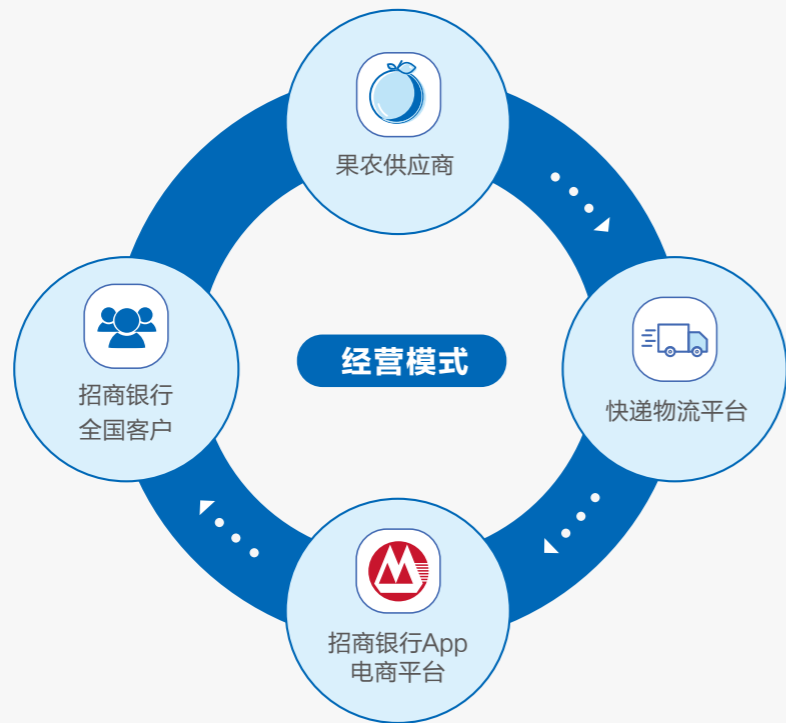 果农供应商
经营模式
招商银行
全国客户
快递物流平台
招商银行App
电商平台